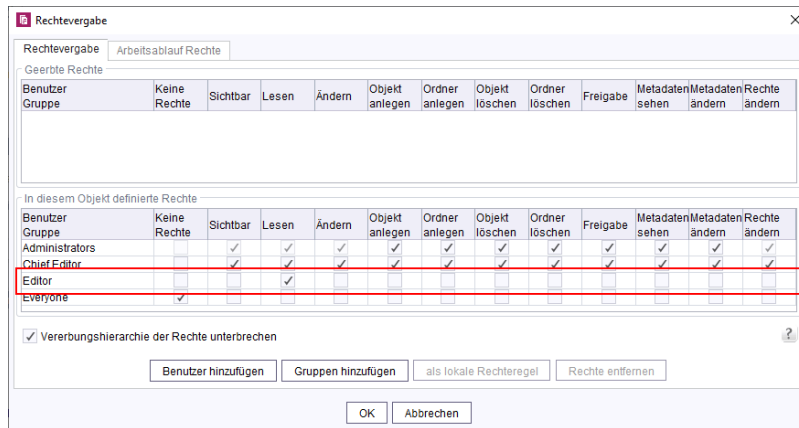 Rechtevergabe
Rechtevergabe Arbeitsablauf Rechte
Geerbte Rechte
Benutzer Keine Objekt Ordner Objekt Ordner Metadaten Metadaten Rechte
Sichtbar Lesen Ändern Freigabe
Gruppe Rechte anlegen anlegen löschen löschen sehen ändern ändern
In diesem Objekt definierte Rechte
Benutzer Keine Objekt Ordner Objekt Ordner Metadaten Metadaten Rechte
Sichtbar Lesen Ändern Freigabe
Gruppe Rechte anlegen anlegen löschen löschen sehen ändern ändern
Administrators
Chief Editor
Editor
Everyone
Vererbungshierarchie der Rechte unterbrechen ?
Benutzer hinzufügen Gruppen hinzufügen als lokale Rechteregel Rechte entfernen
OK Abbrechen